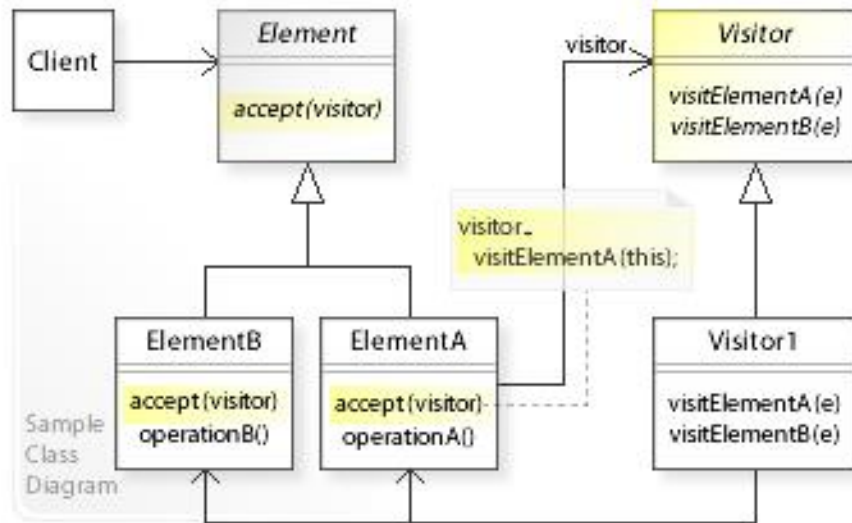 Client
Element
accept(visitor)
visitor
Visitor
visitElementA(e)
visitElementB(e)
visitor.
visitElementA(this);
ElementB
accept(visitor)
operationB()
ElementA
accept(visitor)
operationA()
Visitor1
visitElementA(e)
visitElementB(e)
Sample
Class
Diagram